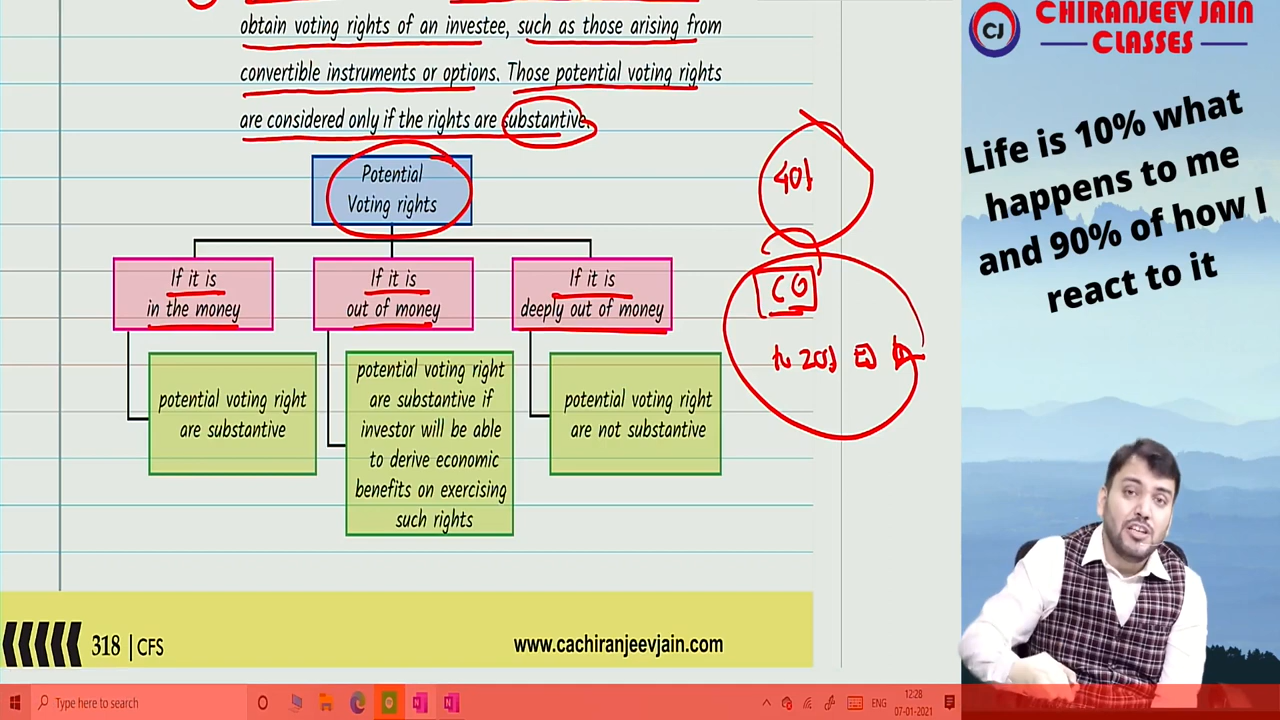 obtain voting rights of an investee, such as those arising from
convertible instruments or options. Those potential voting rights
are considered only if the rights are substantive.
Potential
Voting rights
If it is
in the money
If it is
out of money
If it is
deeply out of money
potential voting right
are substantive
potential voting right
are substantive if
investor will be able
to derive economic
benefits on exercising
such rights
potential voting right
are not substantive
40%
CO
20%
318 | CFS
www.cachiranjeevjain.com
CJ
CHIRANJEEV JAIN
CLASSES
Life is 10% what
happens to me
and 90% of how I
react to it
Type here to search
ENG
12:28
07-01-2021